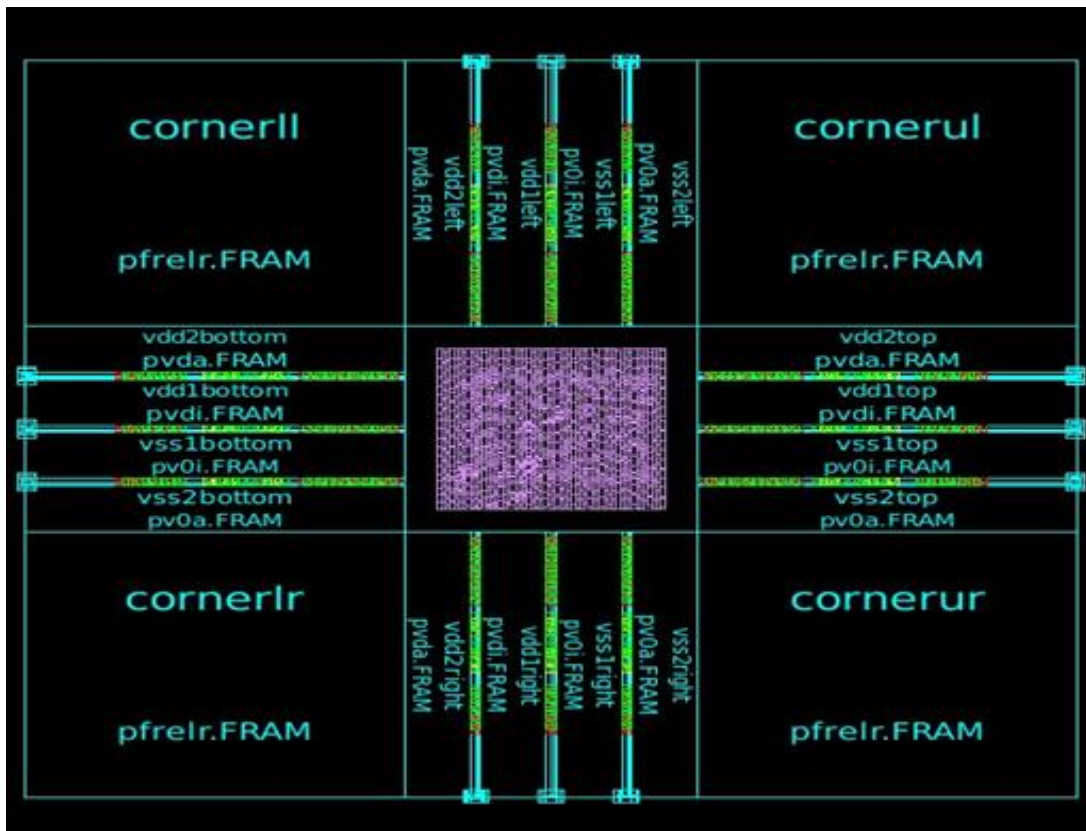 cornerll
pfrelr.FRAM
pvda.FRAM
vdd2left
pvdi.FRAM
vdd1left
pv0i.FRAM
vss1left
pv0a.FRAM
vss2left
cornerul
pfrelr.FRAM
vdd2bottom
pvda.FRAM
vdd1bottom
pvdi.FRAM
vss1bottom
pv0i.FRAM
vss2bottom
pv0a.FRAM
vdd2top
pvda.FRAM
vdd1top
pvdi.FRAM
vss1top
pv0i.FRAM
vss2top
pv0a.FRAM
cornerlr
pfrelr.FRAM
pvda.FRAM
vdd2right
pvdi.FRAM
vdd1right
pv0i.FRAM
vss1right
pv0a.FRAM
vss2right
cornerur
pfrelr.FRAM